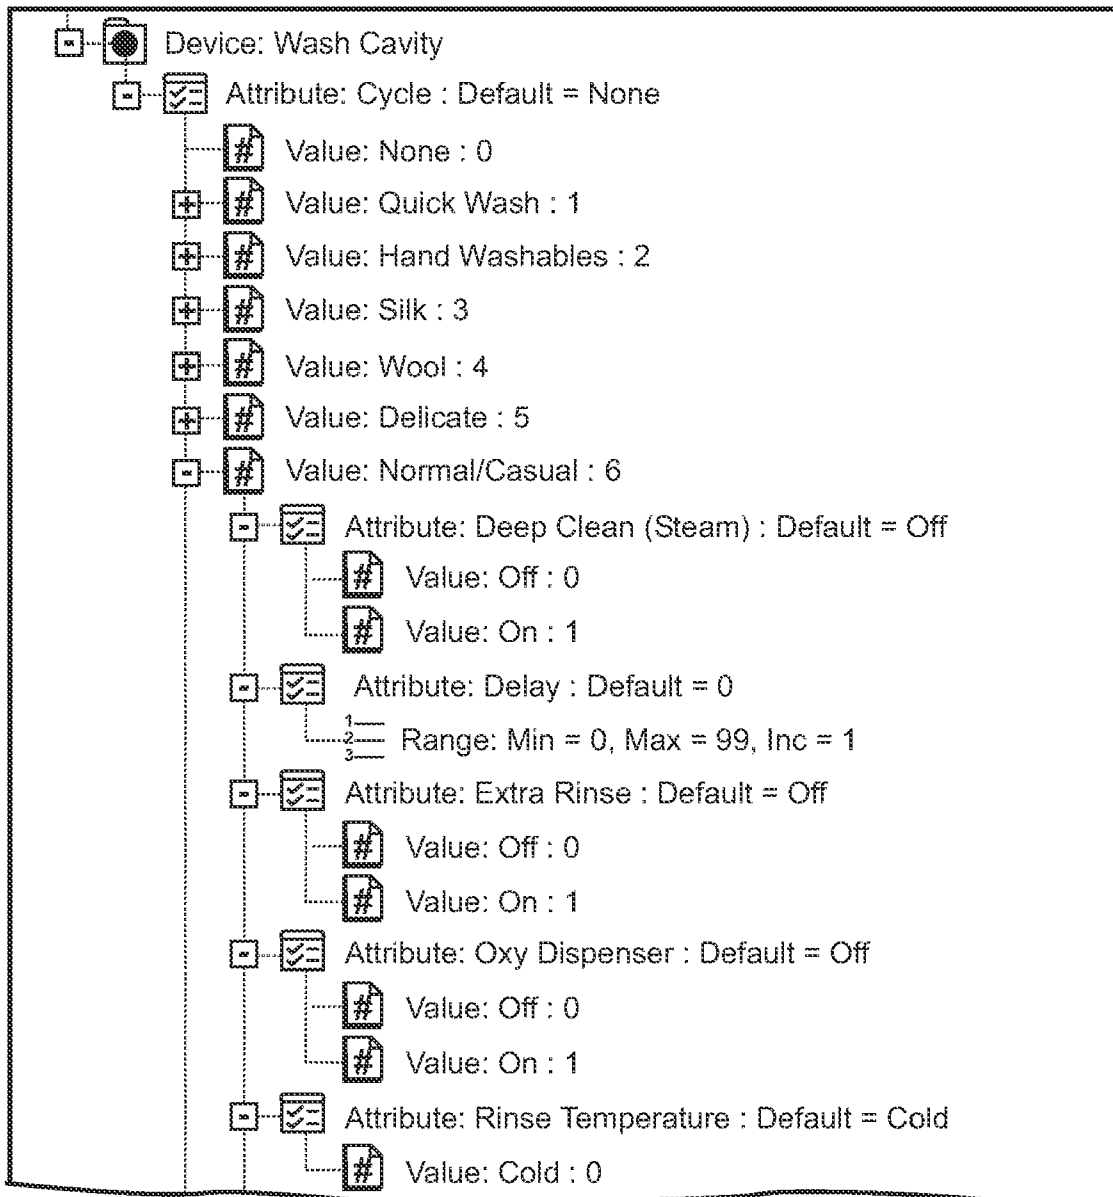 Device: Wash Cavity
Attribute: Cycle : Default = None
# Value: None : 0
+ # Value: Quick Wash : 1
+ # Value: Hand Washables : 2
+ # Value: Silk : 3
+ # Value: Wool : 4
+ # Value: Delicate : 5
- # Value: Normal/Casual : 6
- Attribute: Deep Clean (Steam) : Default = Off
# Value: Off : 0
# Value: On : 1
- Attribute: Delay : Default = 0
1
2 Range: Min = 0, Max = 99, Inc = 1
3
- Attribute: Extra Rinse : Default = Off
# Value: Off : 0
# Value: On : 1
- Attribute: Oxy Dispenser : Default = Off
# Value: Off : 0
# Value: On : 1
- Attribute: Rinse Temperature : Default = Cold
# Value: Cold : 0